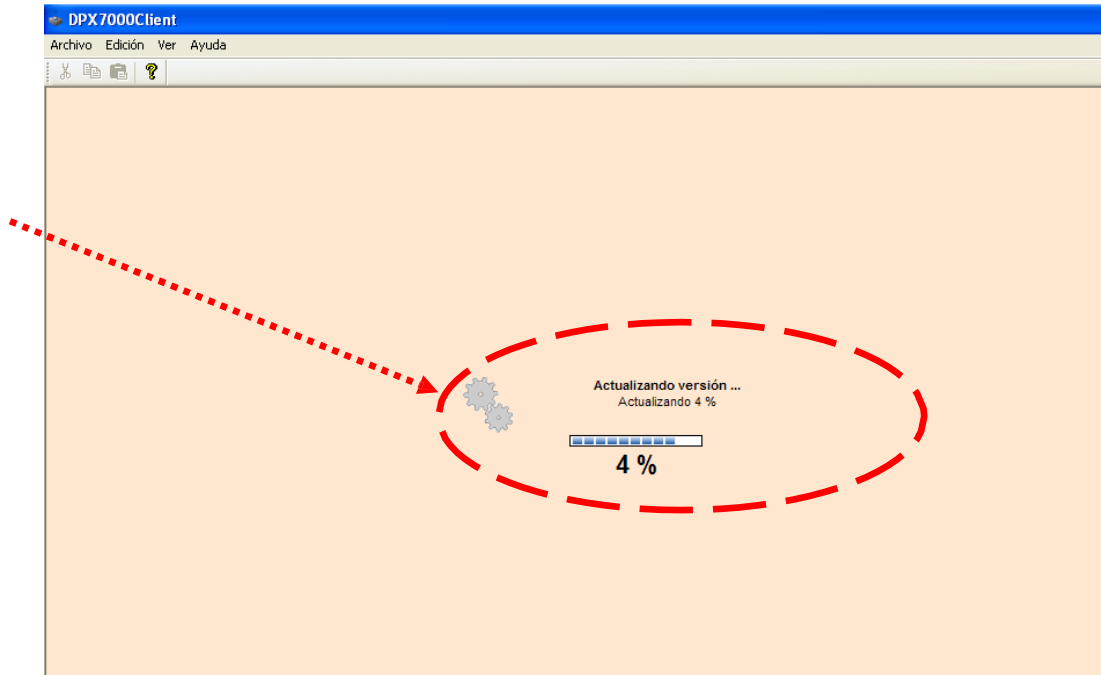 DPX7000Client
Archivo Edición Ver Ayuda
Actualizando versión ...
Actualizando 4 %
4 %